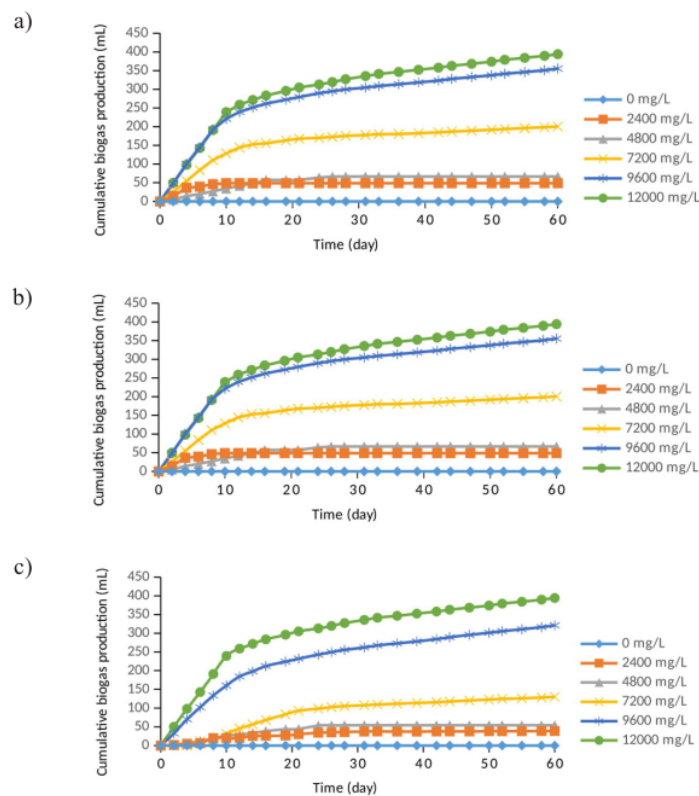 a)
Cumulative biogas production (mL)
450
400
350
300
250
200
150
100
50
0
0 10 20 30 40 50 60
Time (day)
0 mg/L
2400 mg/L
4800 mg/L
7200 mg/L
9600 mg/L
12000 mg/L
b)
Cumulative biogas production (mL)
450
400
350
300
250
200
150
100
50
0
0 10 20 30 40 50 60
Time (day)
0 mg/L
2400 mg/L
4800 mg/L
7200 mg/L
9600 mg/L
12000 mg/L
c)
Cumulative biogas production (mL)
450
400
350
300
250
200
150
100
50
0
0 10 20 30 40 50 60
Time (day)
0 mg/L
2400 mg/L
4800 mg/L
7200 mg/L
9600 mg/L
12000 mg/L